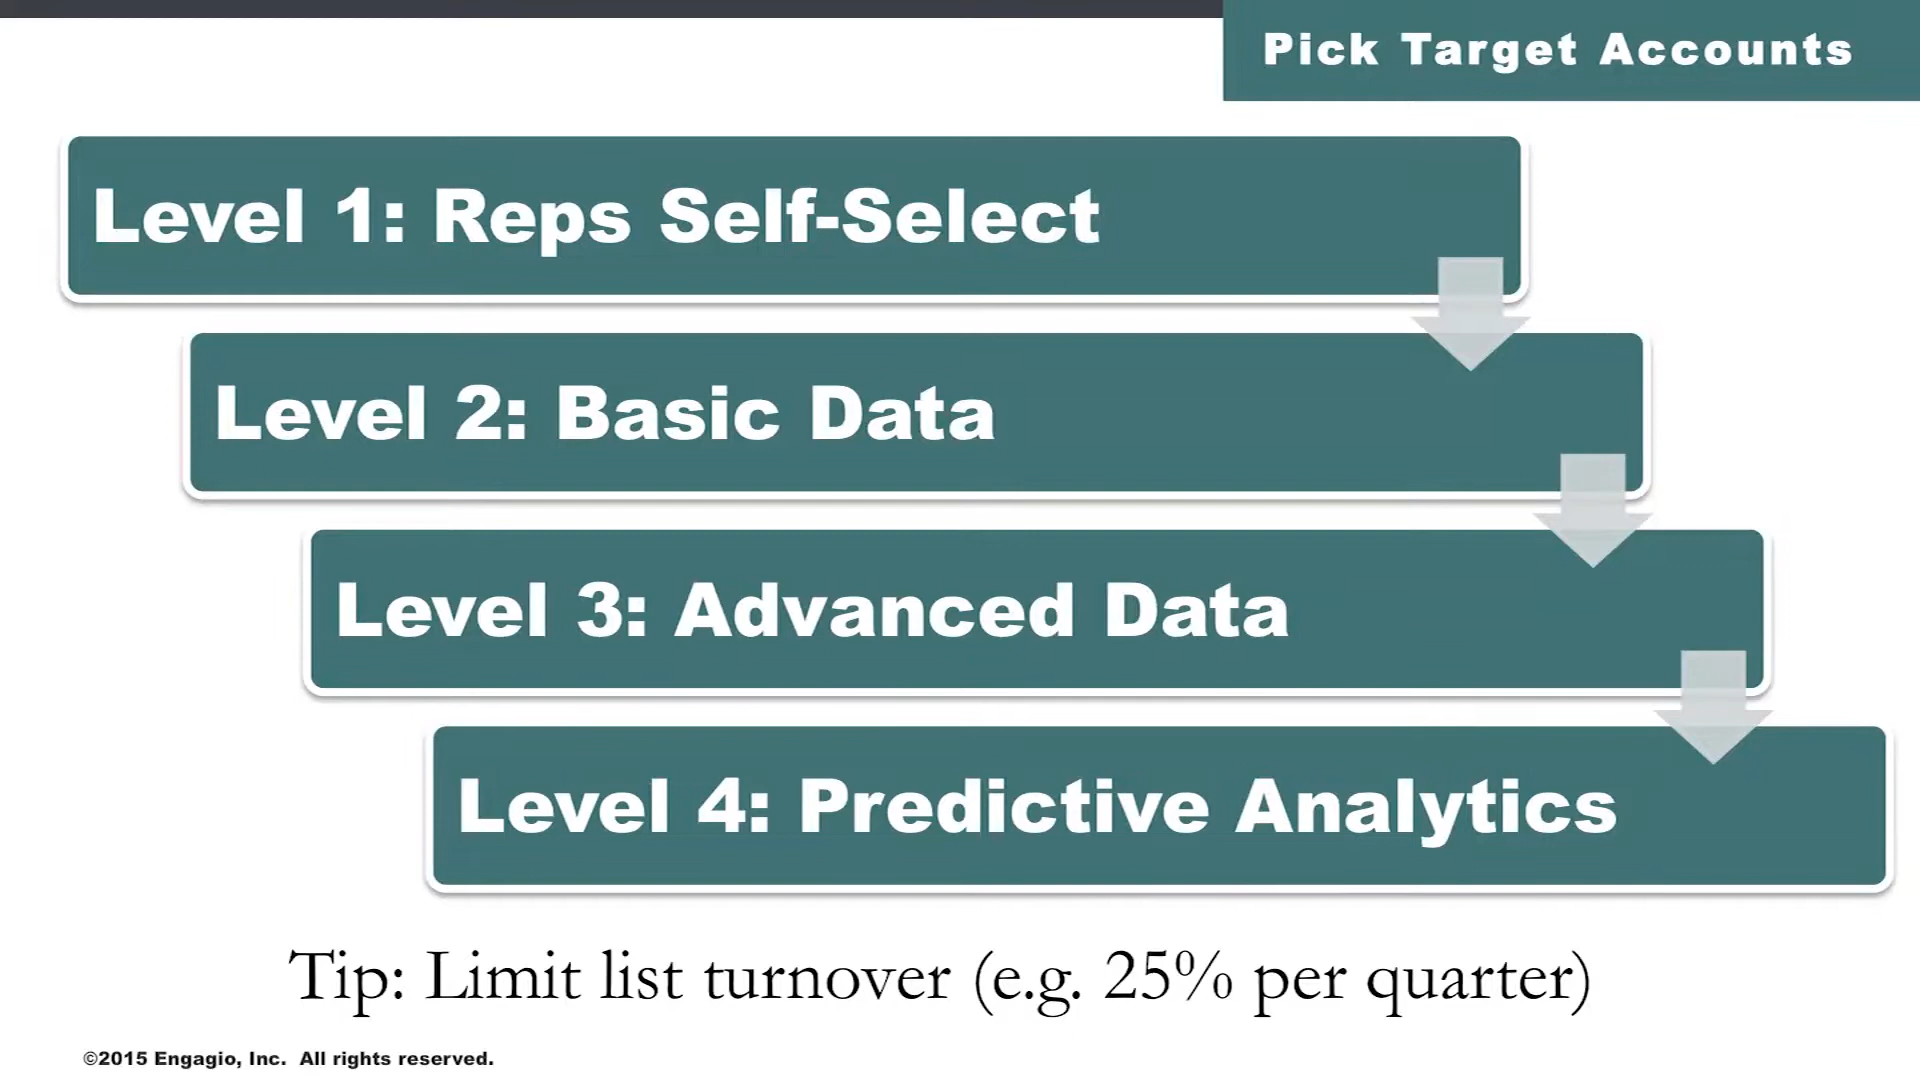 Pick Target Accounts
Level 1: Reps Self-Select
Level 2: Basic Data
Level 3: Advanced Data
Level 4: Predictive Analytics
Tip: Limit list turnover (e.g. 25% per quarter)
©2015 Engagio, Inc. All rights reserved.